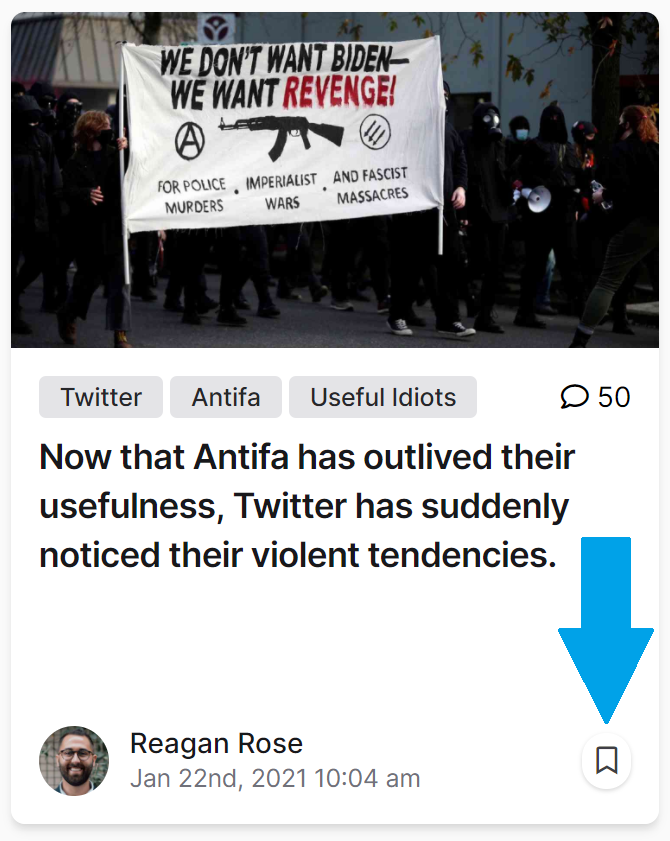 WE DON'T WANT BIDEN—
WE WANT REVENGE!
FOR POLICE MURDERS • IMPERIALIST WARS • AND FASCIST MASSACRES
Twitter Antifa Useful Idiots 50
Now that Antifa has outlived their
usefulness, Twitter has suddenly
noticed their violent tendencies.
Reagan Rose
Jan 22nd, 2021 10:04 am